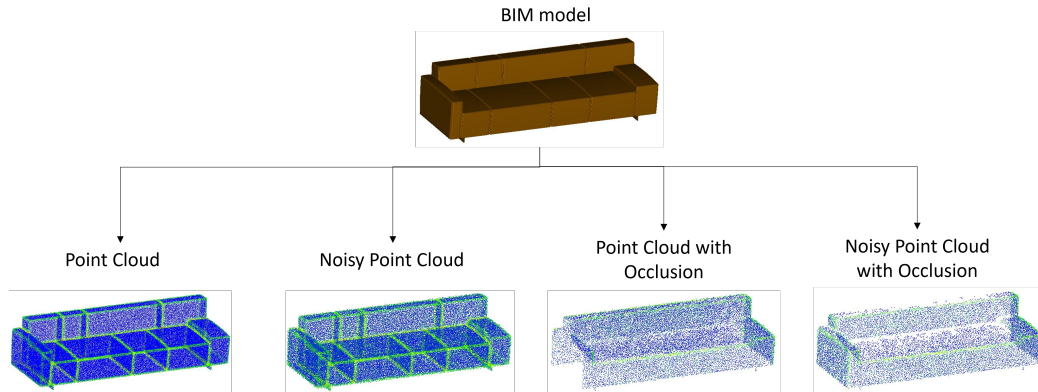 BIM model
Point Cloud
Noisy Point Cloud
Point Cloud with
Occlusion
Noisy Point Cloud
with Occlusion